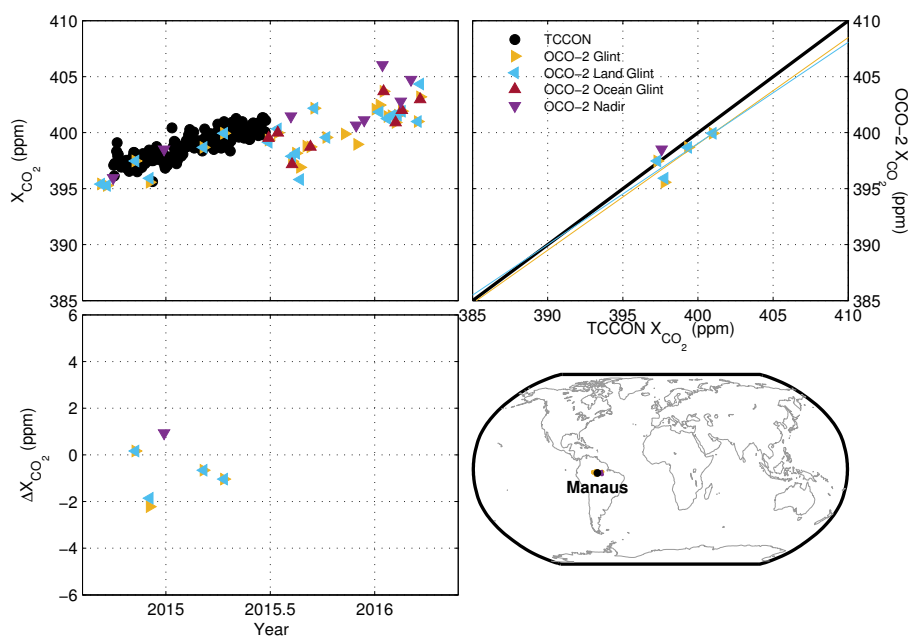 410
405
400
395
390
385
X_CO2 (ppm)
TCCON
OCO−2 Glint
OCO−2 Land Glint
OCO−2 Ocean Glint
OCO−2 Nadir
410
405
400
395
390
385
OCO−2 X_CO2 (ppm)
385 390 395 400 405 410
TCCON X_CO2 (ppm)
6
4
2
0
−2
−4
−6
ΔX_CO2 (ppm)
2015 2015.5 2016
Year
Manaus